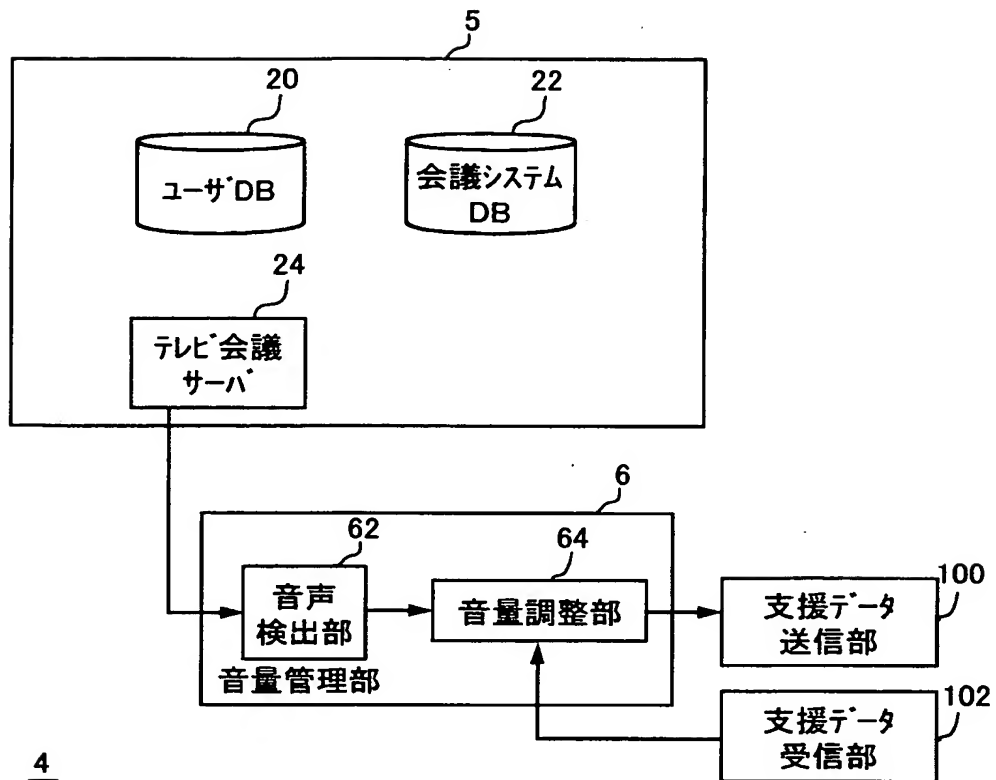 5
20
22
ユーザDB
会議システム
DB
24
テレビ会議
サーバ
6
62
64
音声
検出部
音量調整部
音量管理部
100
支援データ
送信部
102
支援データ
受信部
4